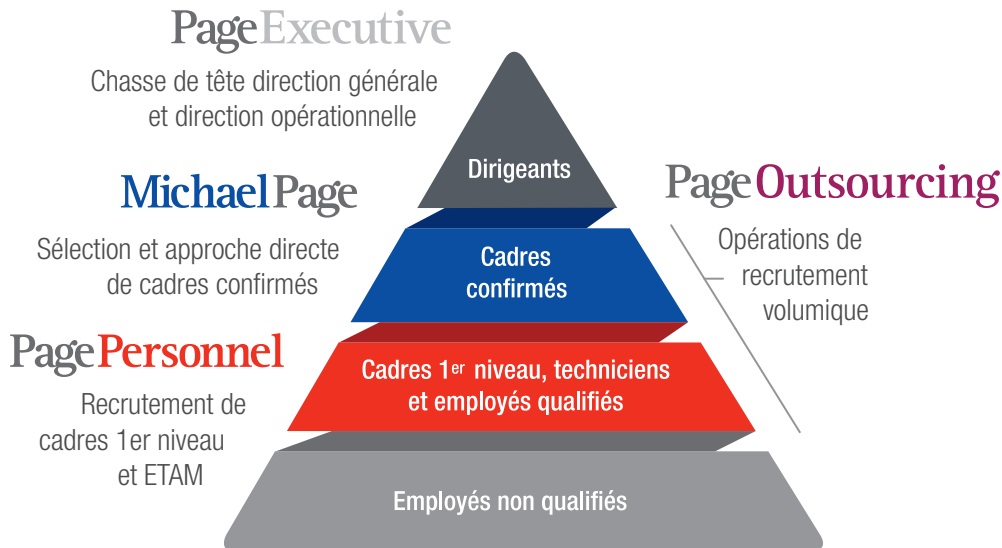 PageExecutive
Chasse de tête direction générale
et direction opérationnelle
Dirigeants
MichaelPage
Sélection et approche directe
de cadres confirmés
Cadres
confirmés
PageOutsourcing
Opérations de
recrutement
volumique
PagePersonnel
Recrutement de
cadres 1er niveau
et ETAM
Cadres 1er niveau, techniciens
et employés qualifiés
Employés non qualifiés